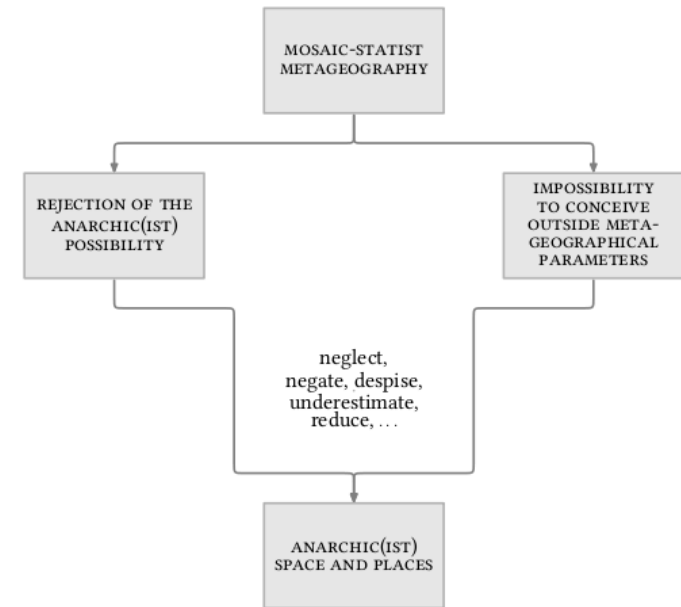 MOSAIC-STATIST
METAGEOGRAPHY
REJECTION OF THE
ANARCHIC(IST)
POSSIBILITY
IMPOSSIBILITY
TO CONCEIVE
OUTSIDE META-
GEOGRAPHICAL
PARAMETERS
neglect,
negate, despise,
underestimate,
reduce, ...
ANARCHIC(IST)
SPACE AND PLACES